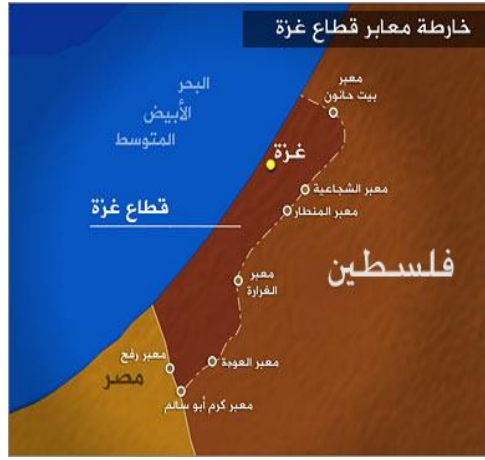 خارطة معابر قطاع غزة
البحر
الأبيض
المتوسط
معبر
بيت حانون
غزة
معبر الشجاعية
قطاع غزة
معبر المنطار
فلسطين
معبر
القرارة
معبر رفح
معبر العوجة
مصر
معبر كرم أبو سالم